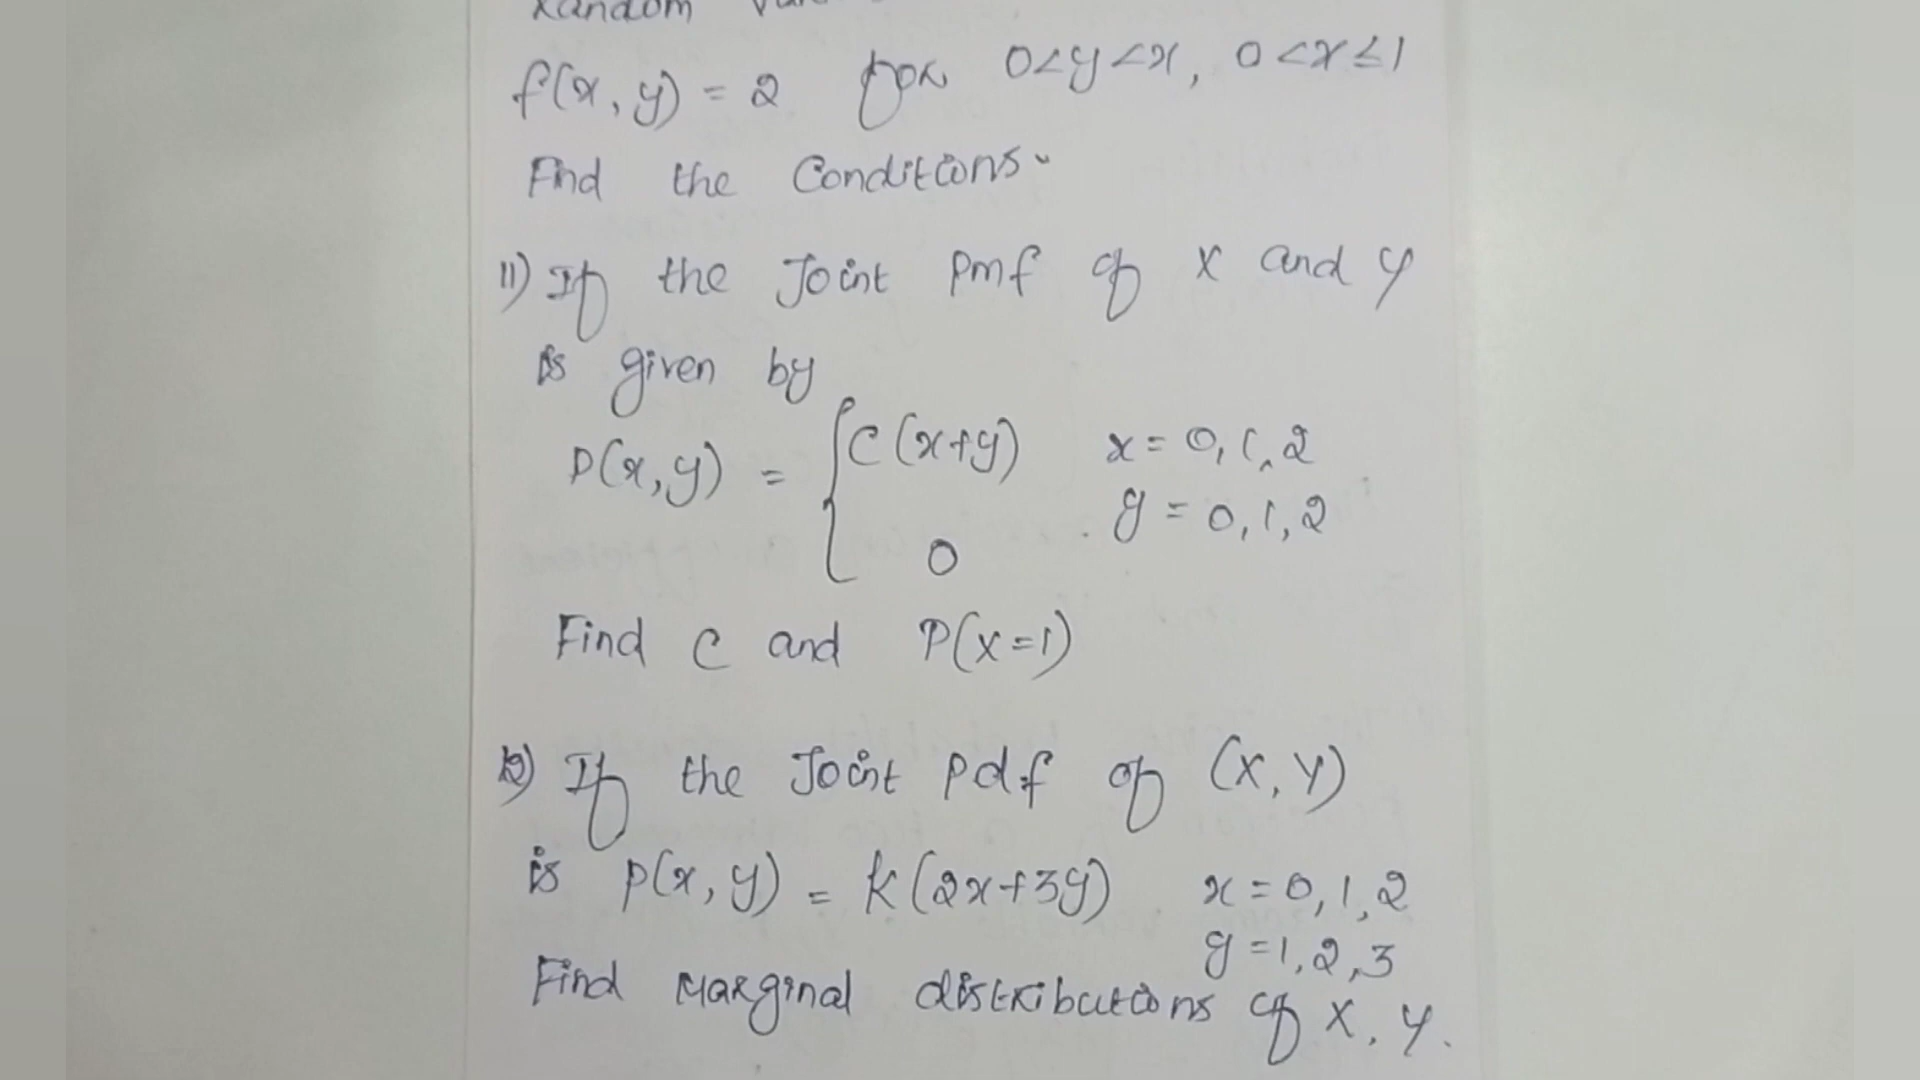 Random
f(x, y) = 2 for 0<y<x, 0<x≤1
Find the Conditions.
11) If the Joint Pmf of X and Y
is given by
P(x,y) = { C(x+y) x = 0, 1, 2
y = 0, 1, 2
0
Find C and P(x=1)
12) If the Joint Pdf of (X, Y)
is P(x, y) = K(2x+3y) x = 0, 1, 2
y = 1, 2, 3
Find Marginal distributions of X, Y.